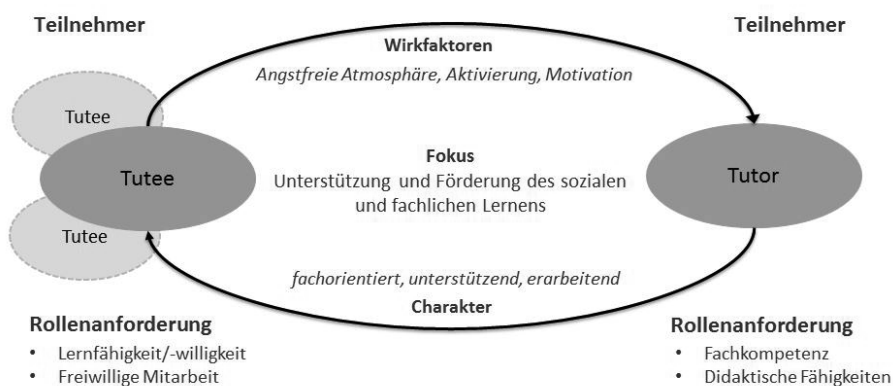 Teilnehmer
Teilnehmer
Wirkfaktoren
Angstfreie Atmosphäre, Aktivierung, Motivation
Tutee
Tutee
Tutee
Fokus
Unterstützung und Förderung des sozialen
und fachlichen Lernens
Tutor
fachorientiert, unterstützend, erarbeitend
Charakter
Rollenanforderung
• Lernfähigkeit/-willigkeit
• Freiwillige Mitarbeit
Rollenanforderung
• Fachkompetenz
• Didaktische Fähigkeiten